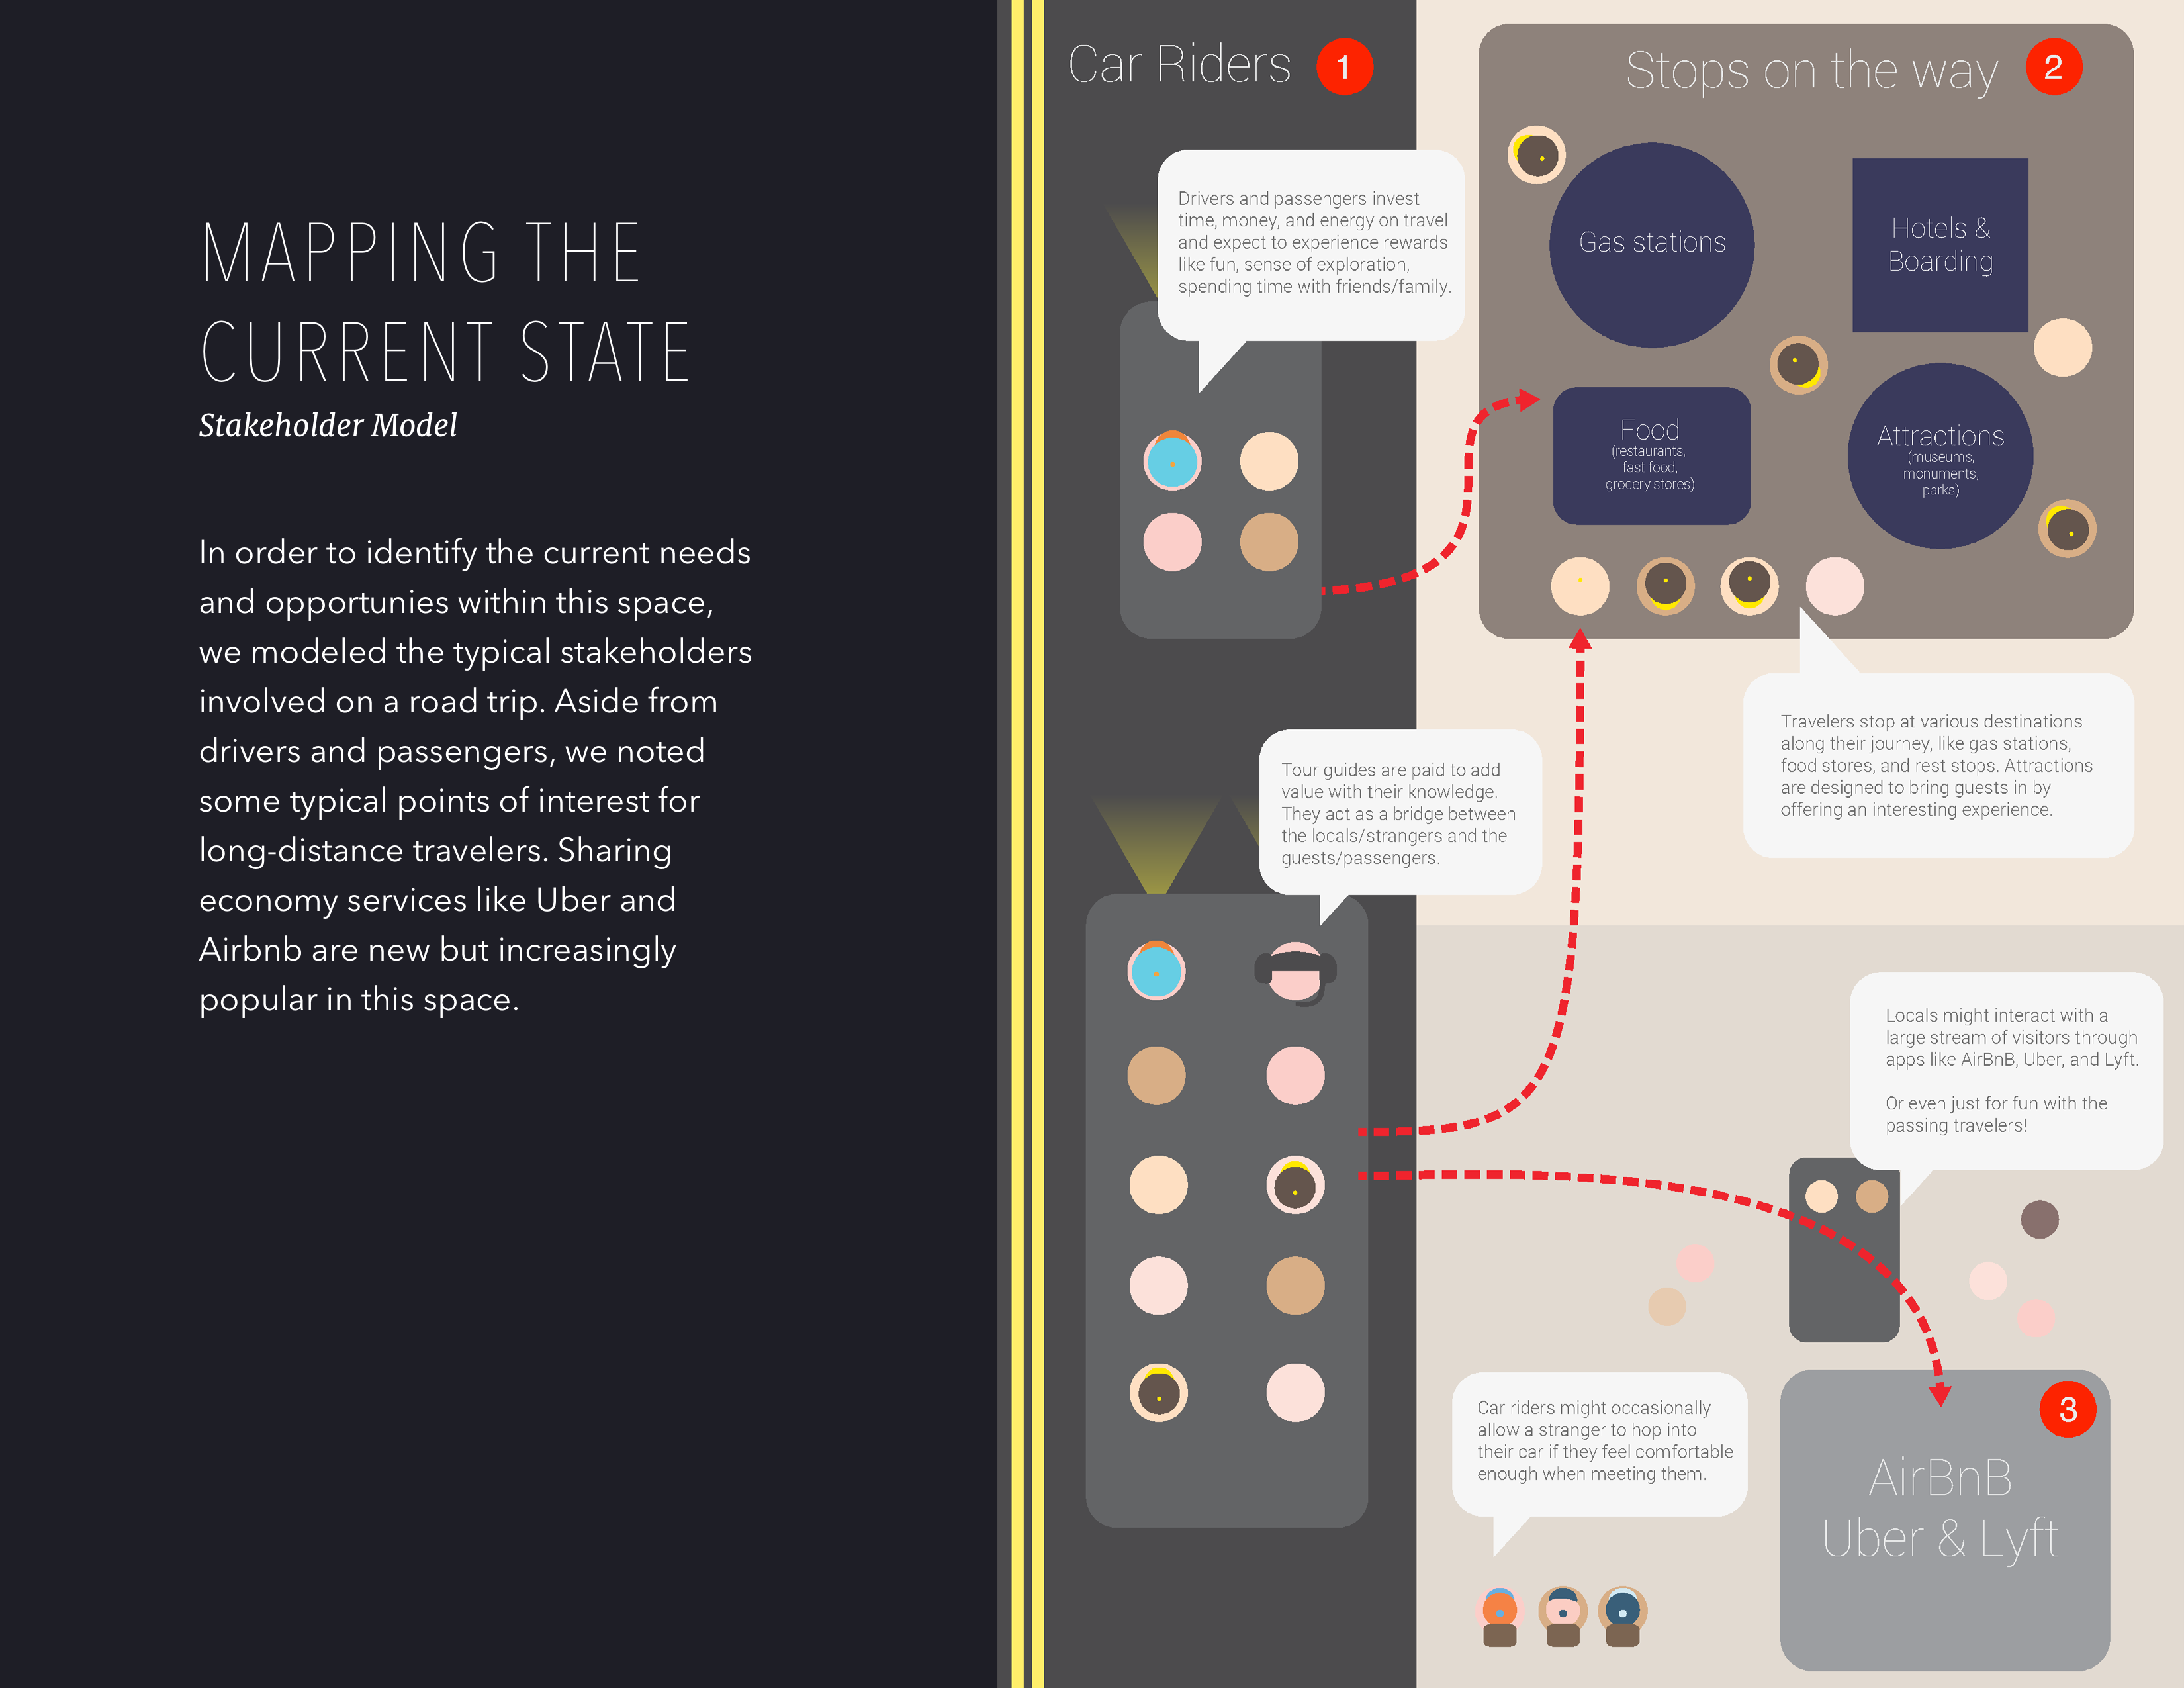 MAPPING THE
CURRENT STATE
Stakeholder Model
In order to identify the current needs
and opportunies within this space,
we modeled the typical stakeholders
involved on a road trip. Aside from
drivers and passengers, we noted
some typical points of interest for
long-distance travelers. Sharing
economy services like Uber and
Airbnb are new but increasingly
popular in this space.
Car Riders 1
Drivers and passengers invest
time, money, and energy on travel
and expect to experience rewards
like fun, sense of exploration,
spending time with friends/family.
Stops on the way 2
Gas stations
Hotels &
Boarding
Food
(restaurants,
fast food,
grocery stores)
Attractions
(museums,
monuments,
parks)
Travelers stop at various destinations
along their journey, like gas stations,
food stores, and rest stops. Attractions
are designed to bring guests in by
offering an interesting experience.
Tour guides are paid to add
value with their knowledge.
They act as a bridge between
the locals/strangers and the
guests/passengers.
Locals might interact with a
large stream of visitors through
apps like AirBnB, Uber, and Lyft.
Or even just for fun with the
passing travelers!
Car riders might occasionally
allow a stranger to hop into
their car if they feel comfortable
enough when meeting them.
3
AirBnB
Uber & Lyft